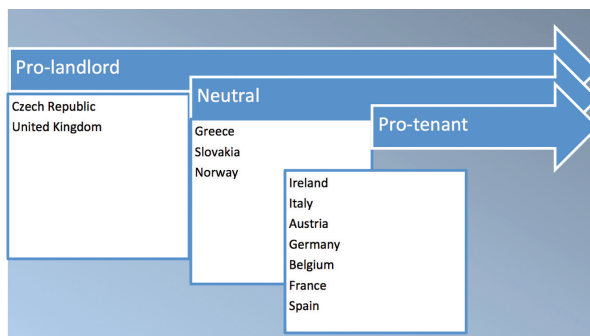 Pro-landlord
Czech Republic
United Kingdom
Neutral
Greece
Slovakia
Norway
Pro-tenant
Ireland
Italy
Austria
Germany
Belgium
France
Spain